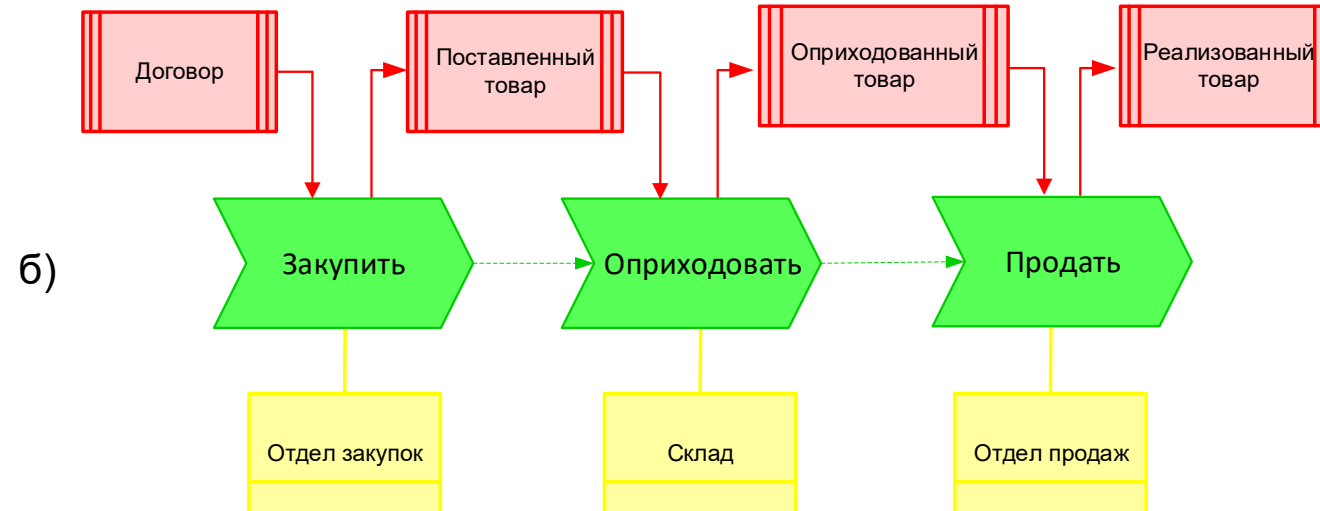 Договор
Поставленный
товар
Оприходованный
товар
Реализованный
товар
б)
Закупить
Оприходовать
Продать
Отдел закупок
Склад
Отдел продаж